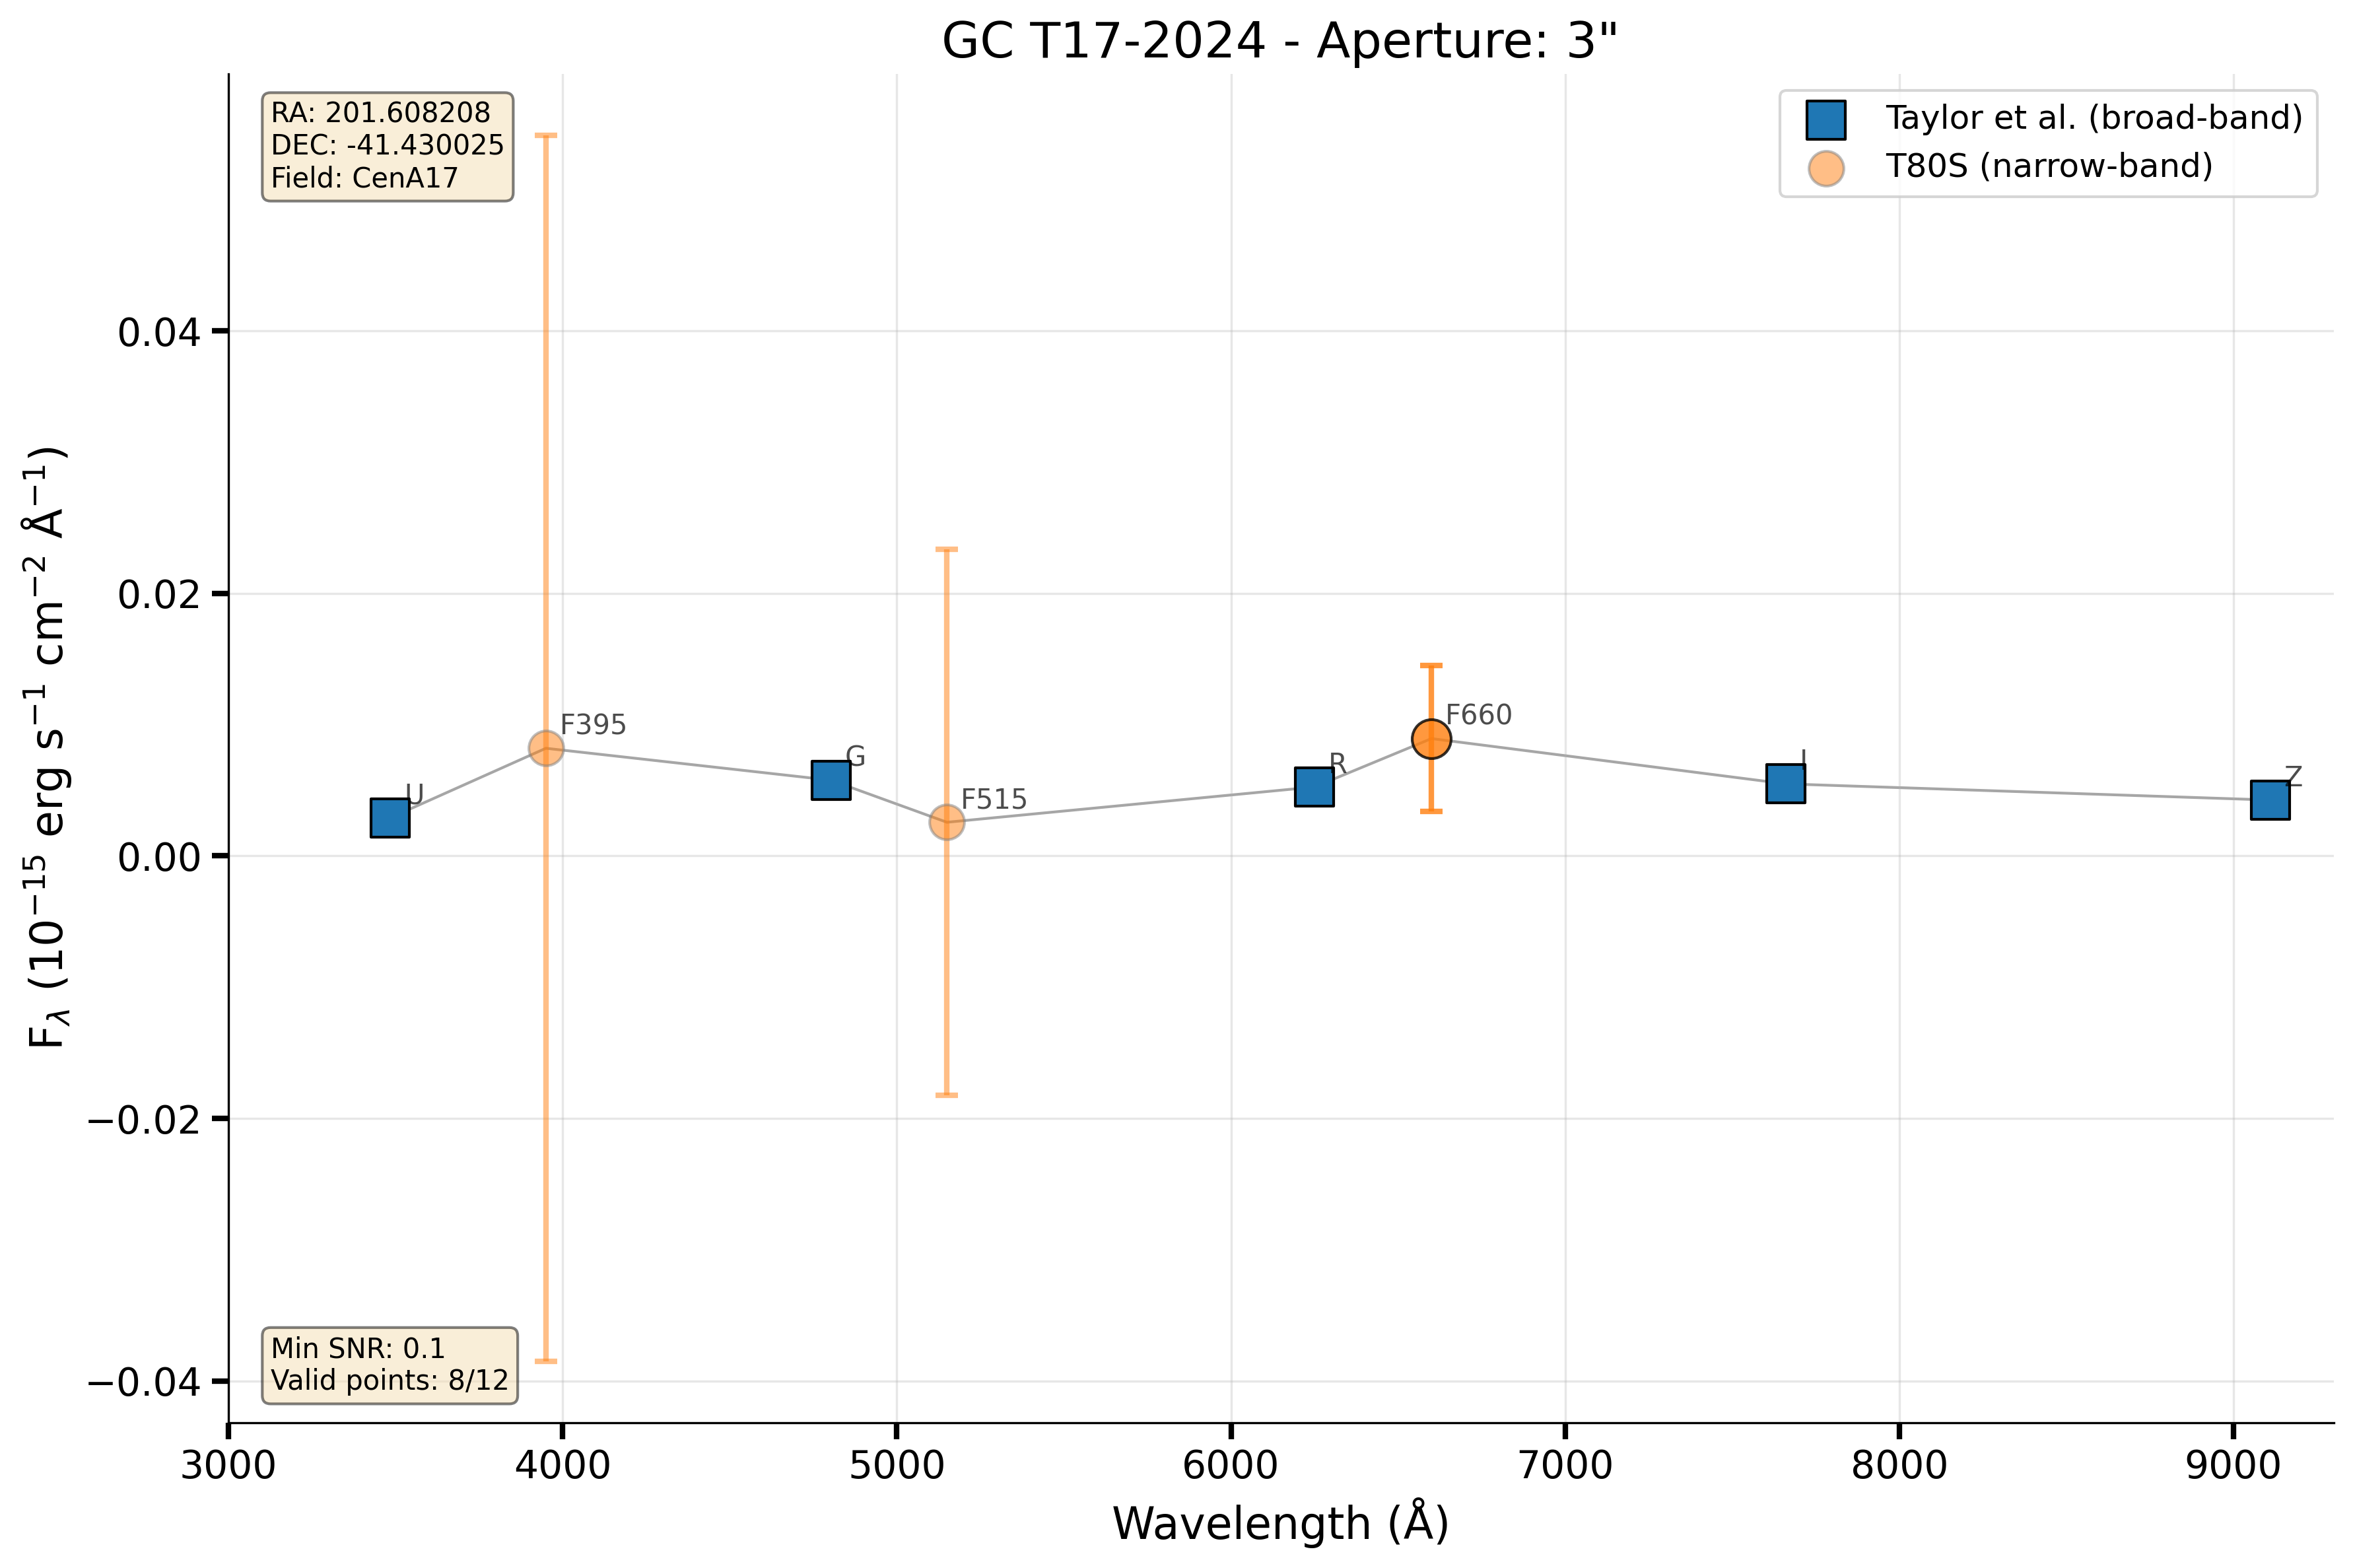 GC T17-2024 - Aperture: 3"
RA: 201.608208
DEC: -41.430025
Field: CenA17
Taylor et al. (broad-band)
T80S (narrow-band)
0.04
0.02
0.00
−0.02
−0.04
F$_{λ}$ (10$^{−15}$ erg s$^{−1}$ cm$^{−2}$ Å$^{−1}$)
U
F395
G
F515
R
F660
I
Z
Min SNR: 0.1
Valid points: 8/12
3000 4000 5000 6000 7000 8000 9000
Wavelength (Å)